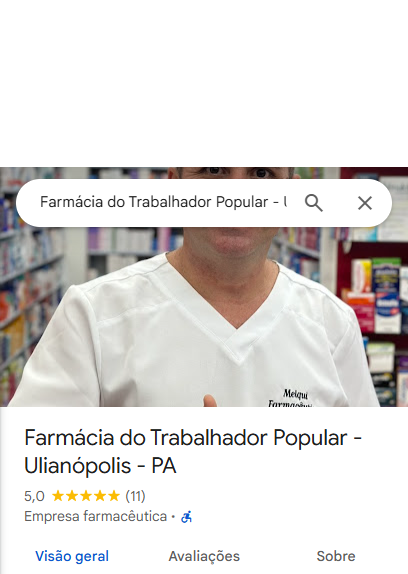 Farmácia do Trabalhador Popular -
Meiqui
Farmácia do Trabalhador Popular -
Ulianópolis - PA
5,0 (11)
Empresa farmacêutica ·
Visão geral Avaliações Sobre